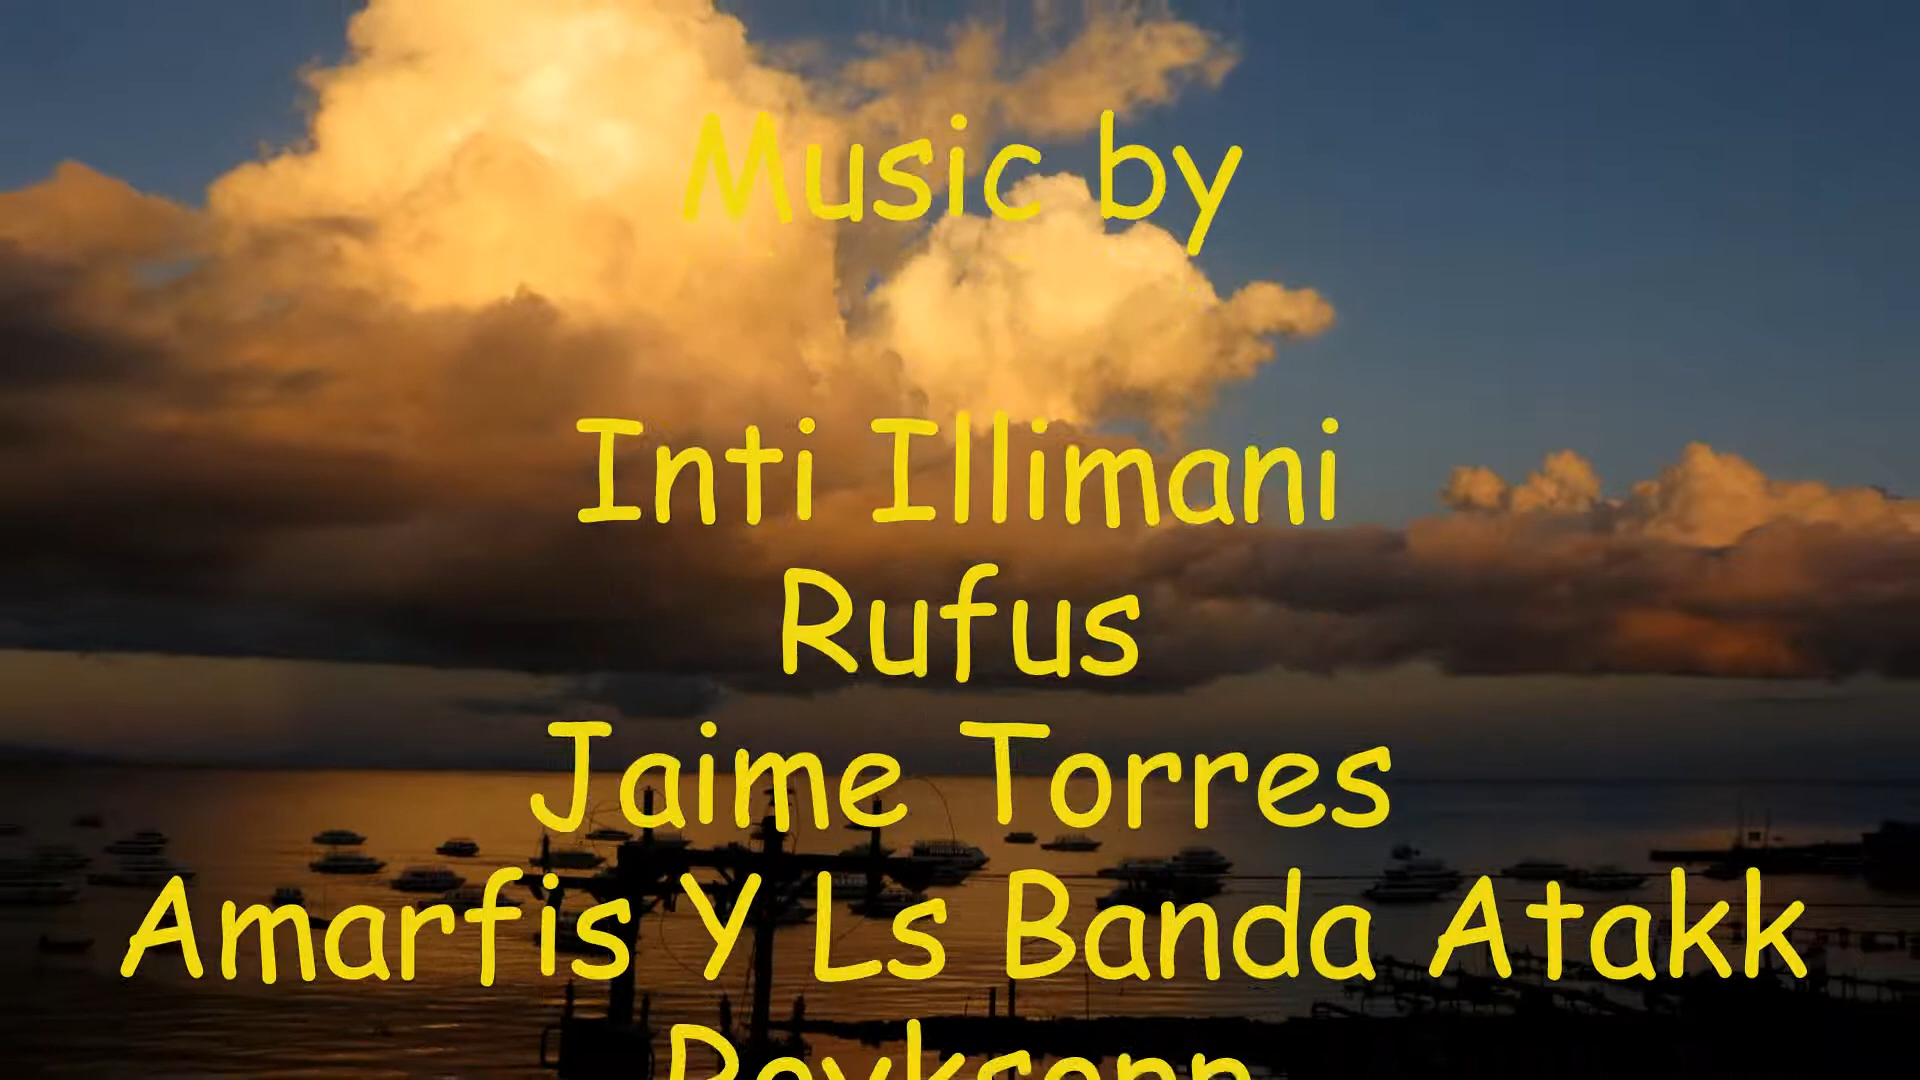 Music by
Inti Illimani
Rufus
Jaime Torres
Amarfis Y Ls Banda Atakk